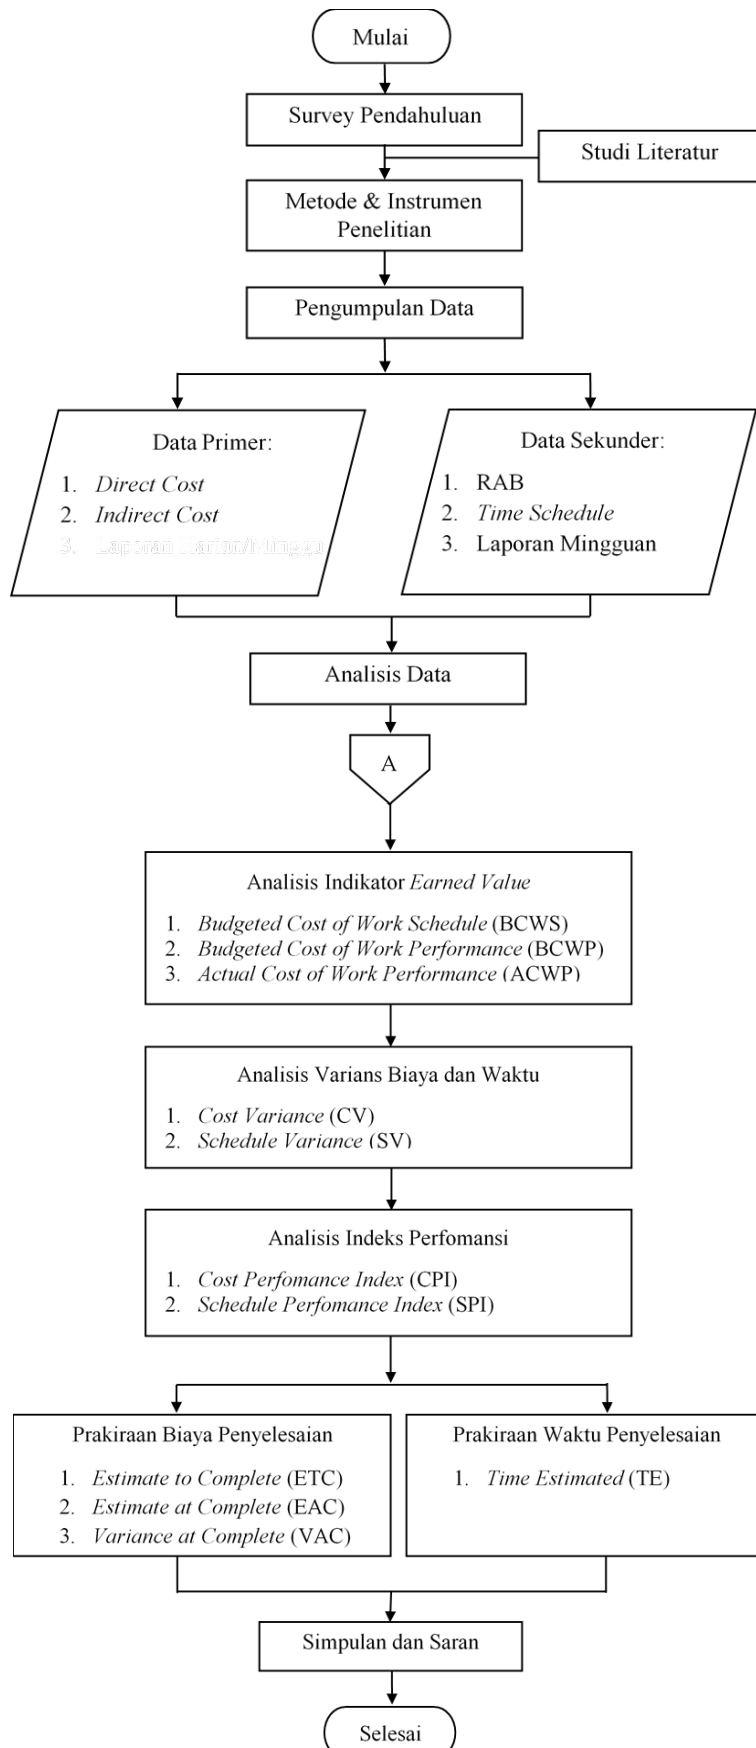 Mulai
Survey Pendahuluan
Studi Literatur
Metode & Instrumen
Penelitian
Pengumpulan Data
Data Primer:
1. Direct Cost
2. Indirect Cost
3. Laporan Harian/Minggu
Data Sekunder:
1. RAB
2. Time Schedule
3. Laporan Mingguan
Analisis Data
A
Analisis Indikator Earned Value
1. Budgeted Cost of Work Schedule (BCWS)
2. Budgeted Cost of Work Performance (BCWP)
3. Actual Cost of Work Performance (ACWP)
Analisis Varians Biaya dan Waktu
1. Cost Variance (CV)
2. Schedule Variance (SV)
Analisis Indeks Perfomansi
1. Cost Perfomance Index (CPI)
2. Schedule Perfomance Index (SPI)
Prakiraan Biaya Penyelesaian
1. Estimate to Complete (ETC)
2. Estimate at Complete (EAC)
3. Variance at Complete (VAC)
Prakiraan Waktu Penyelesaian
1. Time Estimated (TE)
Simpulan dan Saran
Selesai